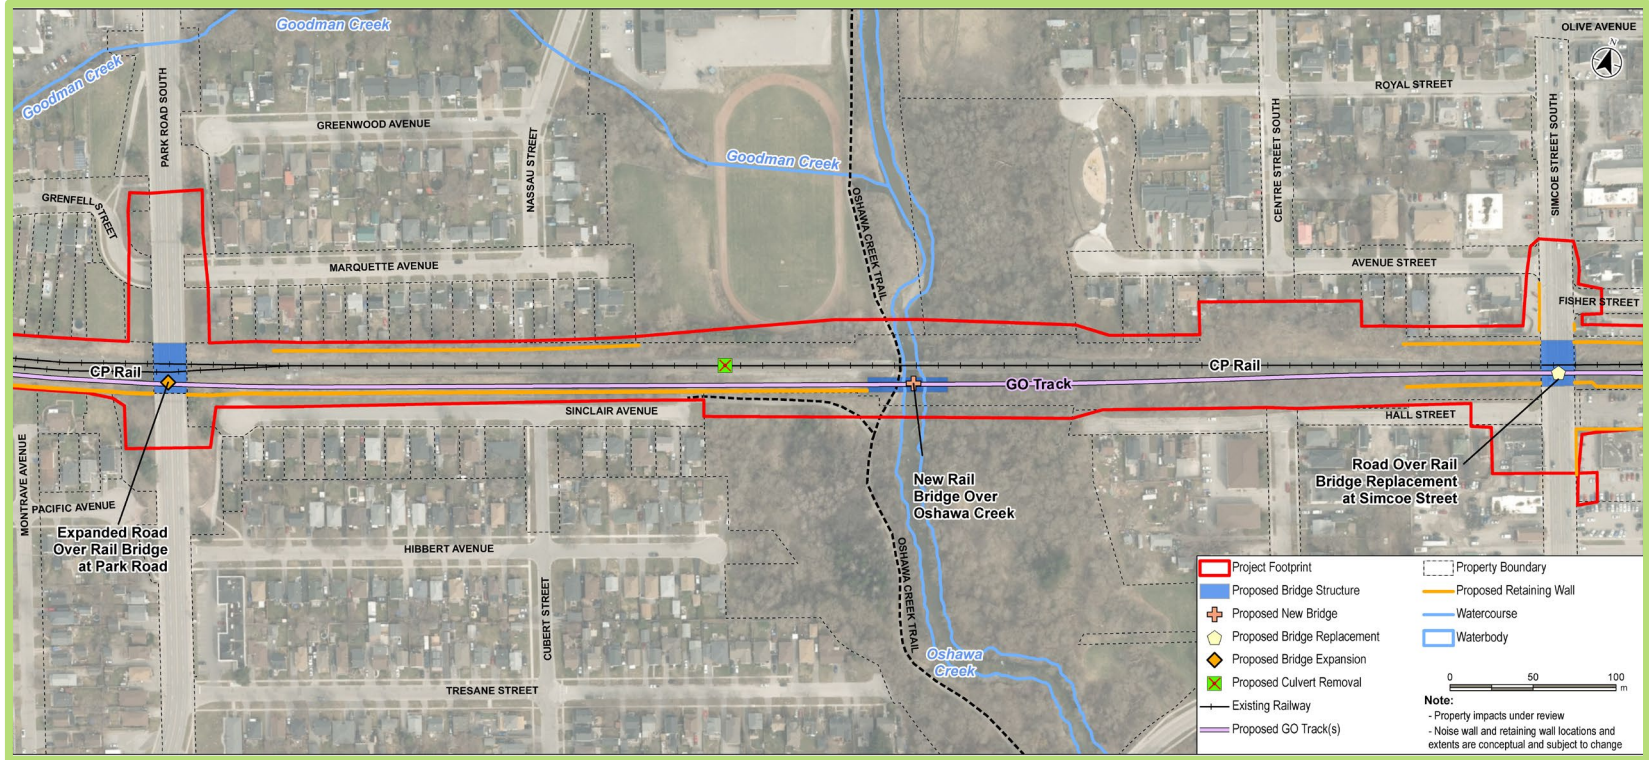 Goodman Creek
OLIVE AVENUE
N
Goodman Creek
PARK ROAD SOUTH
GREENWOOD AVENUE
NASSAU STREET
Goodman Creek
ROYAL STREET
CENTRE STREET SOUTH
SIMCOE STREET SOUTH
GRENFELL STREET
OSHAWA CREEK TRAIL
MARQUETTE AVENUE
AVENUE STREET
FISHER STREET
CP Rail
CP Rail
GO Track
SINCLAIR AVENUE
HALL STREET
MONTRAVE AVENUE
PACIFIC AVENUE
Expanded Road
Over Rail Bridge
at Park Road
New Rail
Bridge Over
Oshawa Creek
Road Over Rail
Bridge Replacement
at Simcoe Street
HIBBERT AVENUE
CUBERT STREET
OSHAWA CREEK TRAIL
Oshawa
Creek
TRESANE STREET
Project Footprint
Proposed Bridge Structure
Proposed New Bridge
Proposed Bridge Replacement
Proposed Bridge Expansion
Proposed Culvert Removal
Existing Railway
Proposed GO Track(s)
Property Boundary
Proposed Retaining Wall
Watercourse
Waterbody
0 50 100
m
Note:
- Property impacts under review
- Noise wall and retaining wall locations and
extents are conceptual and subject to change